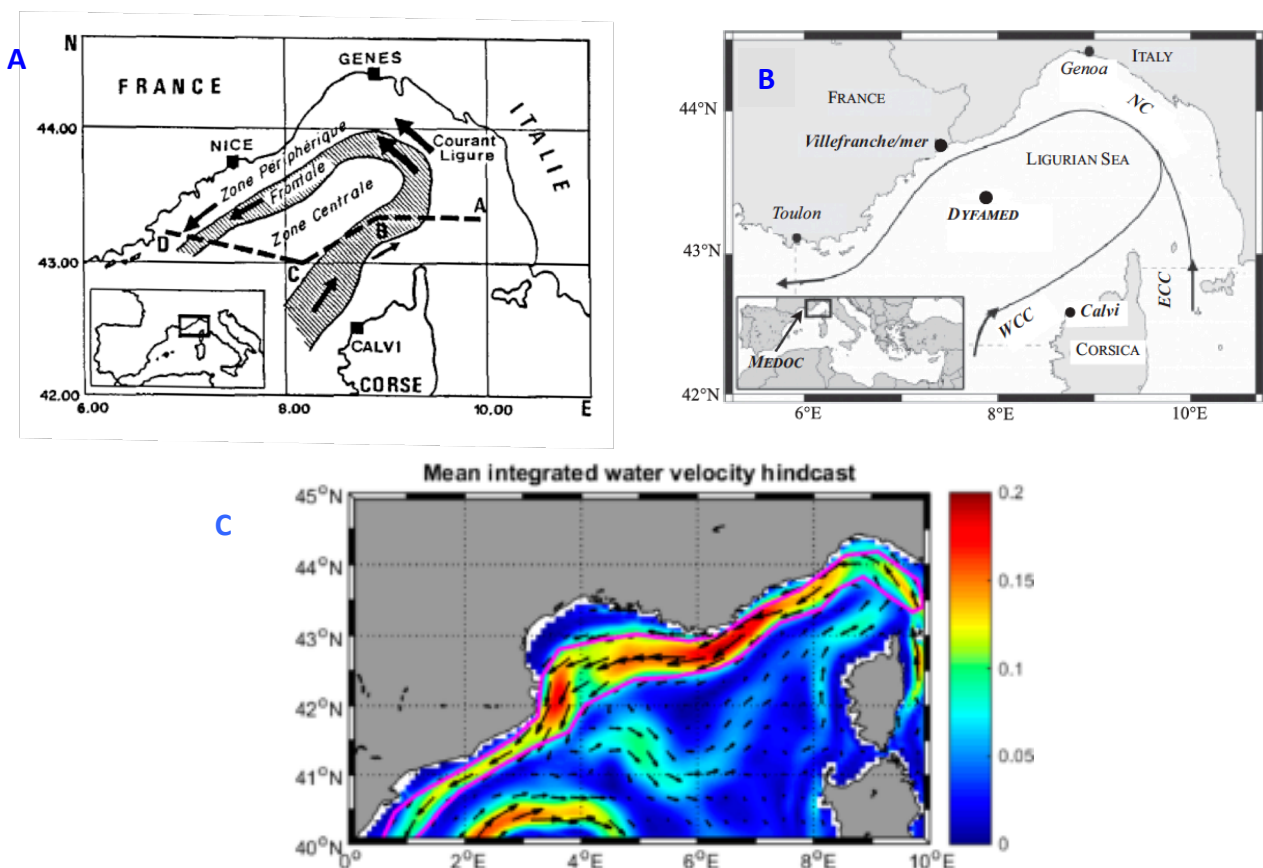 A
N
FRANCE
GENES
ITALIE
44.00
NICE
Zone Périphérique
Frontale
Zone Centrale
Courant
Ligure
A
B
C
D
43.00
CALVI
CORSE
42.00
6.00
8.00
10.00
E
B
ITALY
Genoa
FRANCE
NC
44°N
Villefranche/mer
LIGURIAN SEA
DYFAMED
Toulon
43°N
WCC
Calvi
ECC
CORSICA
MEDOC
42°N
6°E
8°E
10°E
Mean integrated water velocity hindcast
C
45°N
44°N
43°N
42°N
41°N
40°N
0°
2°E
4°E
6°E
8°E
10°E
0.2
0.15
0.1
0.05
0